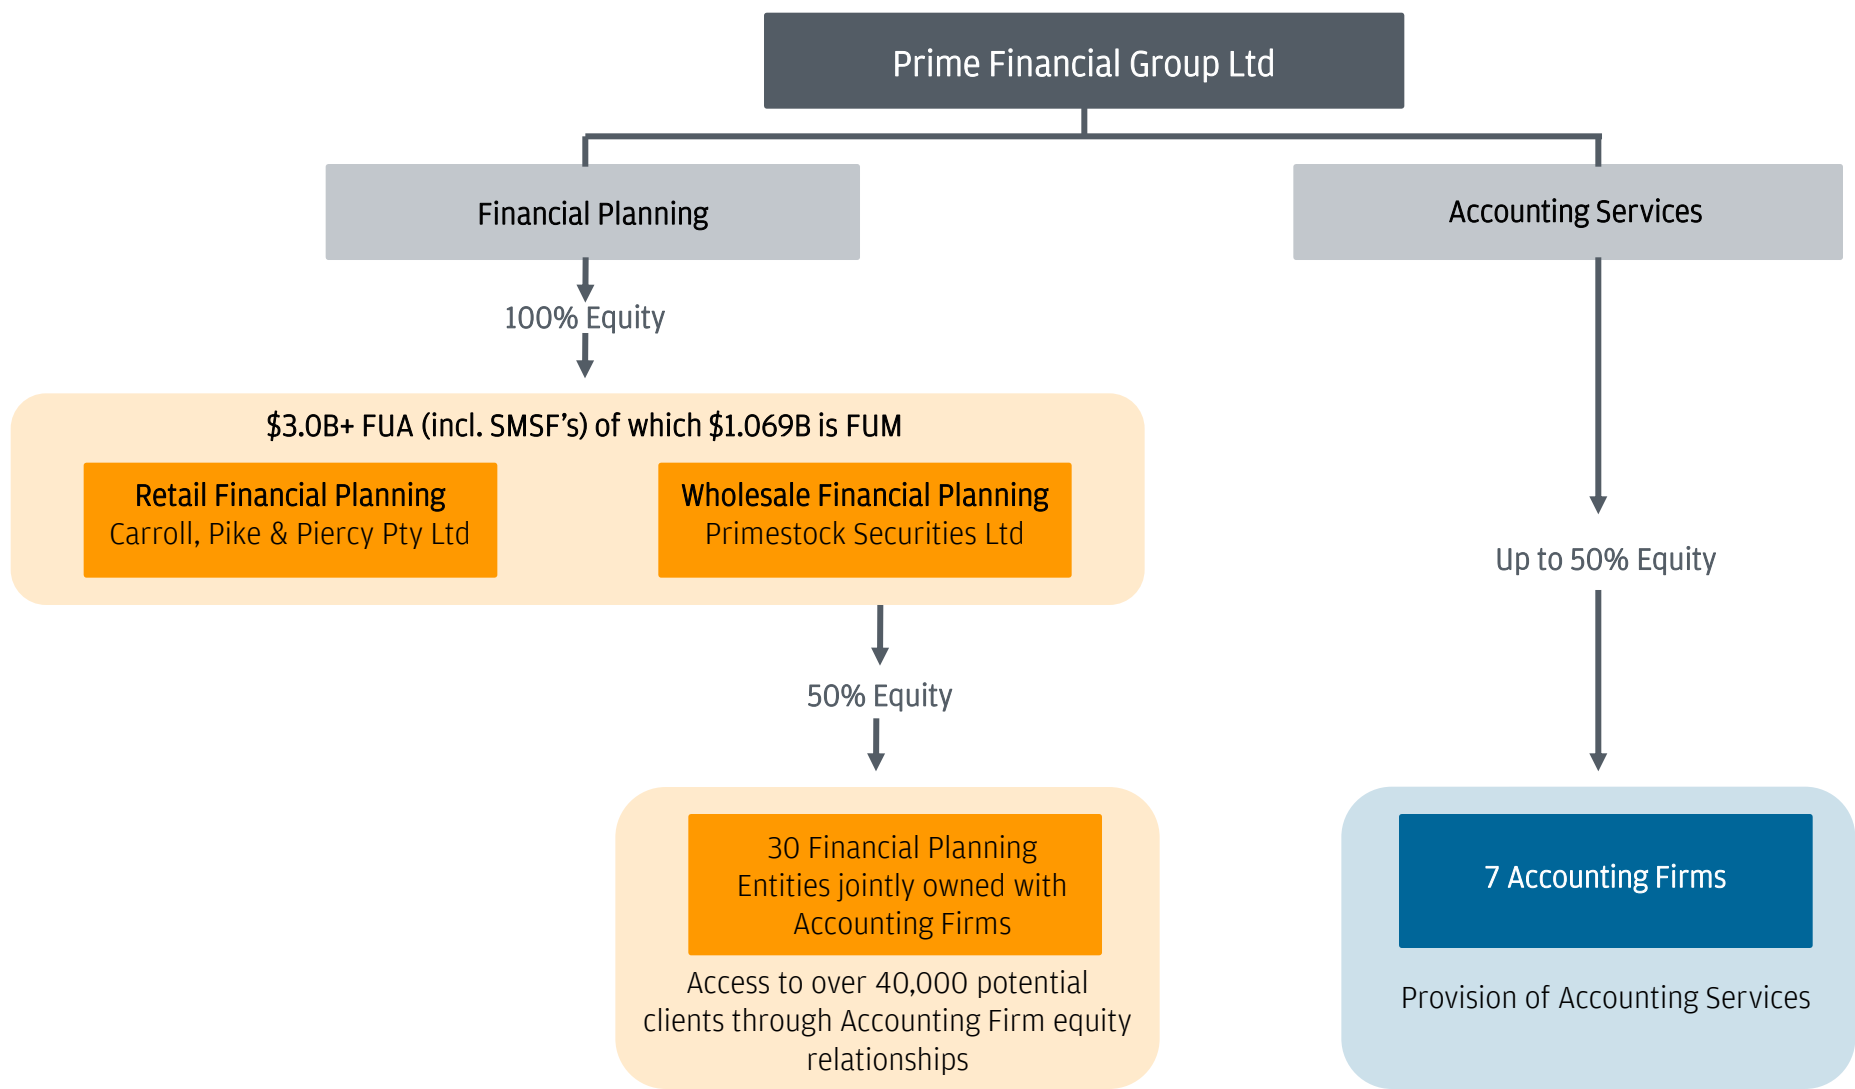 Prime Financial Group Ltd
Financial Planning
Accounting Services
100% Equity
$3.0B+ FUA (incl. SMSF's) of which $1.069B is FUM
Retail Financial Planning
Carroll, Pike & Piercy Pty Ltd
Wholesale Financial Planning
Primestock Securities Ltd
Up to 50% Equity
50% Equity
30 Financial Planning
Entities jointly owned with
Accounting Firms
Access to over 40,000 potential
clients through Accounting Firm equity
relationships
7 Accounting Firms
Provision of Accounting Services